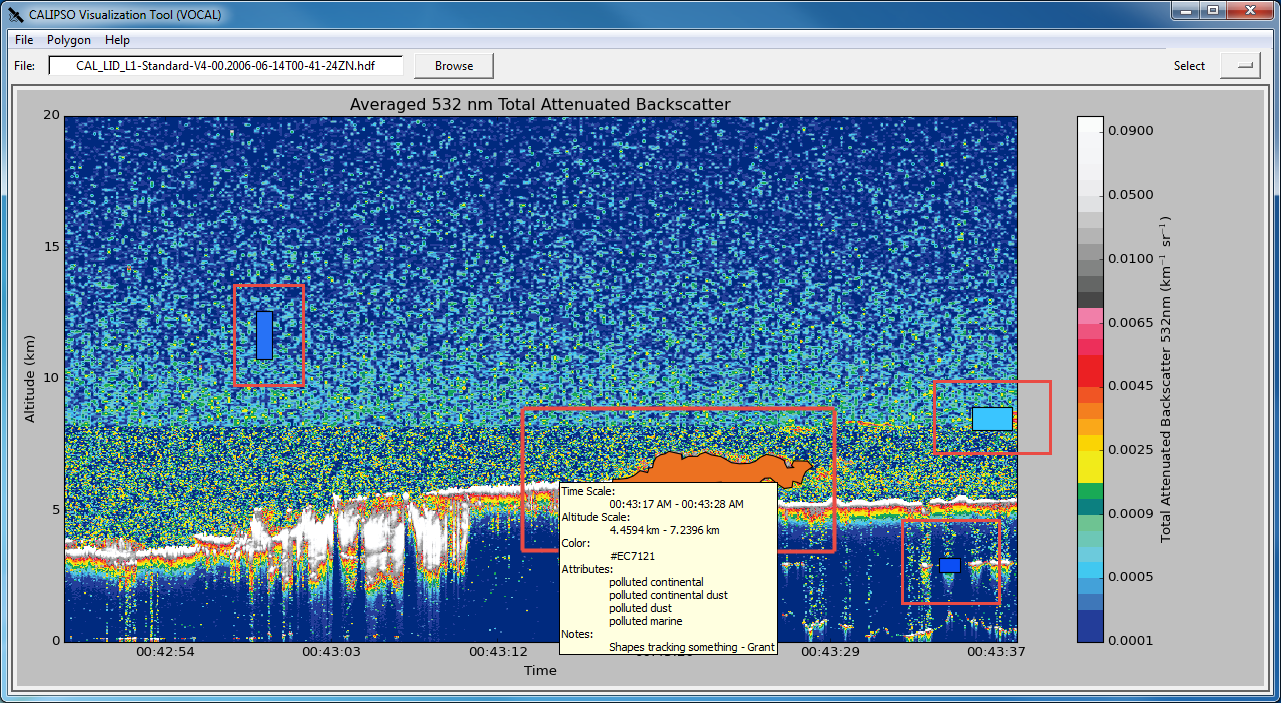 CALIPSO Visualization Tool (VOCAL)
File Polygon Help
File: CAL_LID_L1-Standard-V4-00.2006-06-14T00-41-24ZN.hdf Browse Select
Averaged 532 nm Total Attenuated Backscatter
20
15
10
5
0
Altitude (km)
Time Scale:
00:43:17 AM - 00:43:28 AM
Altitude Scale:
4.4594 km - 7.2396 km
Color:
#EC7121
Attributes:
polluted continental
polluted continental dust
polluted dust
polluted marine
Notes:
Shapes tracking something - Grant
00:42:54 00:43:03 00:43:12 00:43:29 00:43:37
Time
0.0900
0.0500
0.0100
0.0065
0.0045
0.0025
0.0009
0.0005
0.0001
Total Attenuated Backscatter 532nm (km⁻¹ sr⁻¹)